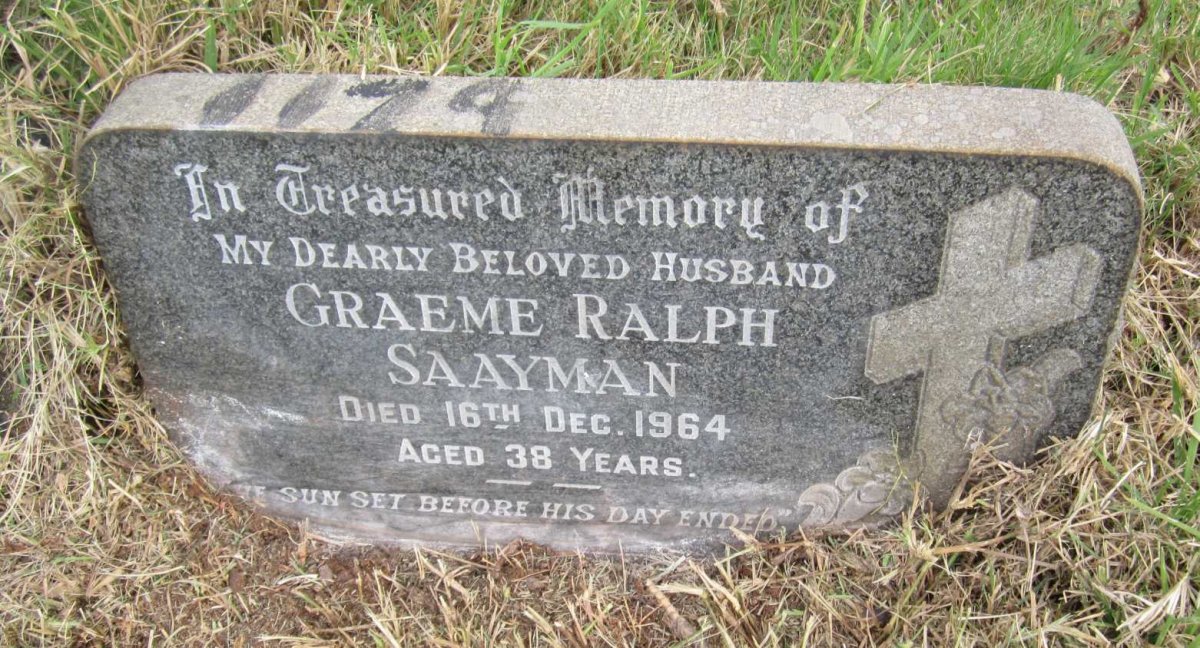 In Treasured Memory of
MY DEARLY BELOVED HUSBAND
GRAEME RALPH
SAAYMAN
DIED 16TH DEC. 1964
AGED 38 YEARS.
SUN SET BEFORE HIS DAY ENDED"